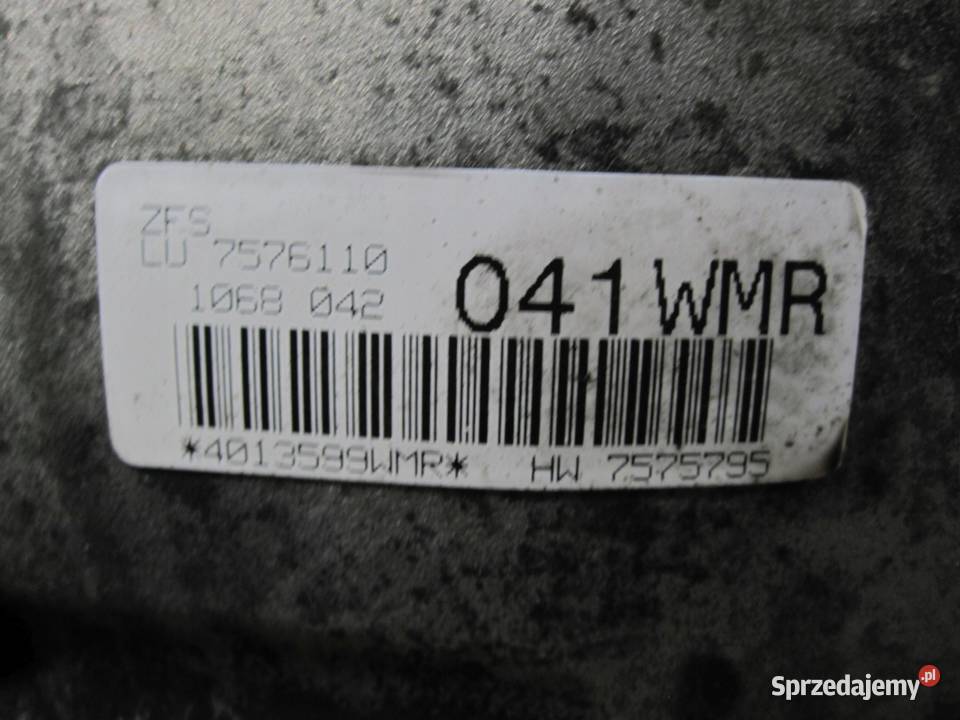 ZFS
LU 7576110
1068 042
041WMR
*4013599WMR* HW 7575795
Sprzedajemy.pl